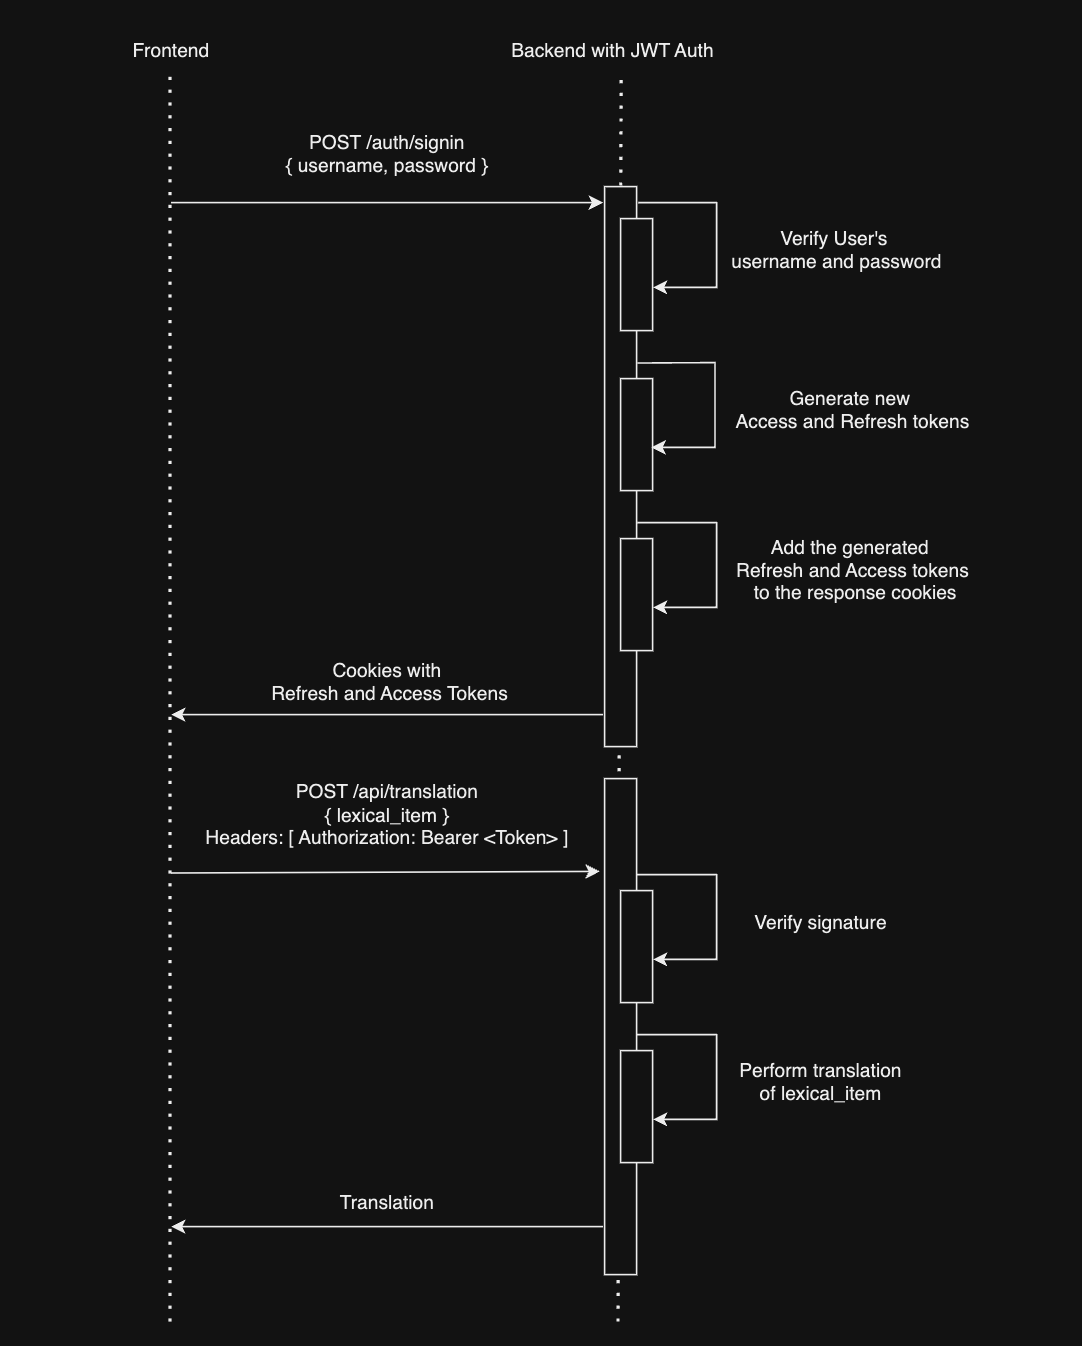 Frontend
Backend with JWT Auth
POST /auth/signin
{ username, password }
Verify User's
username and password
Generate new
Access and Refresh tokens
Add the generated
Refresh and Access tokens
to the response cookies
Cookies with
Refresh and Access Tokens
POST /api/translation
{ lexical_item }
Headers: [ Authorization: Bearer <Token> ]
Verify signature
Perform translation
of lexical_item
Translation